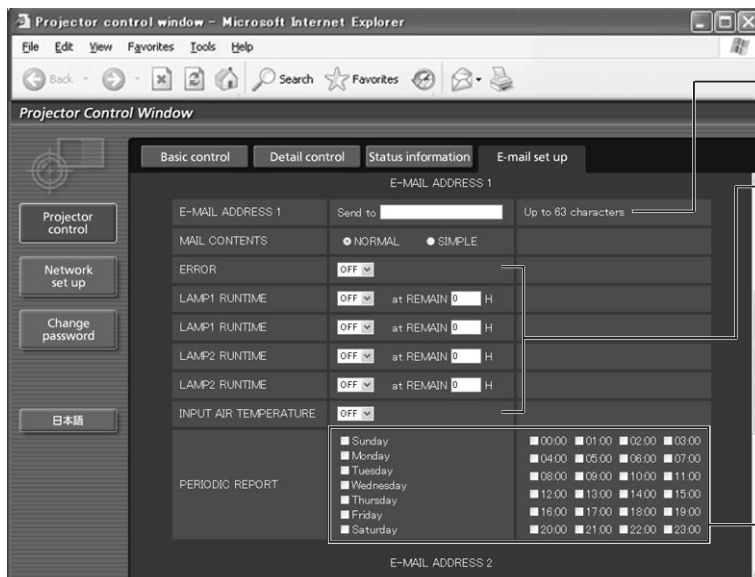 Projector control window - Microsoft Internet Explorer
File Edit View Favorites Tools Help
Back Search Favorites
Projector Control Window
Basic control Detail control Status information E-mail set up
Projector control
Network set up
Change password
日本語
E-MAIL ADDRESS 1
E-MAIL ADDRESS 1 Send to Up to 63 characters
MAIL CONTENTS NORMAL SIMPLE
ERROR OFF
LAMP1 RUNTIME OFF at REMAIN 0 H
LAMP1 RUNTIME OFF at REMAIN 0 H
LAMP2 RUNTIME OFF at REMAIN 0 H
LAMP2 RUNTIME OFF at REMAIN 0 H
INPUT AIR TEMPERATURE OFF
PERIODIC REPORT
Sunday
Monday
Tuesday
Wednesday
Thursday
Friday
Saturday
00:00 01:00 02:00 03:00
04:00 05:00 06:00 07:00
08:00 09:00 10:00 11:00
12:00 13:00 14:00 15:00
16:00 17:00 18:00 19:00
20:00 21:00 22:00 23:00
E-MAIL ADDRESS 2